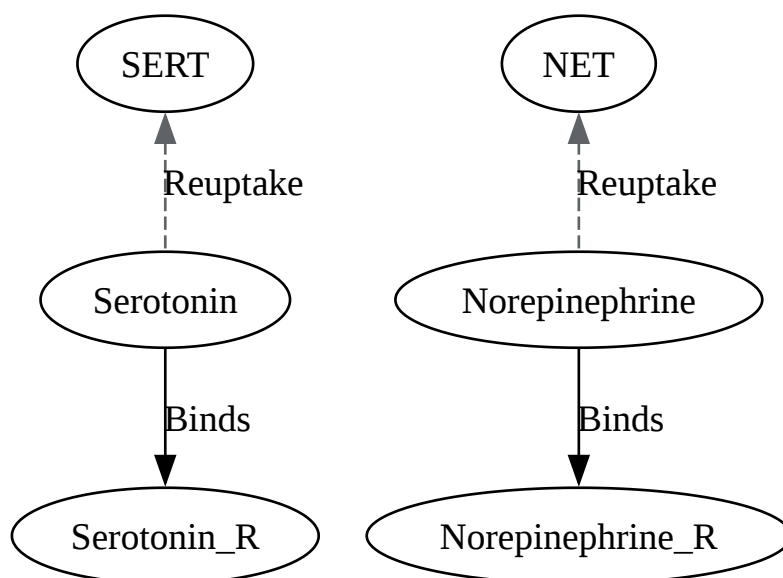 SERT
NET
Reuptake
Reuptake
Serotonin
Norepinephrine
Binds
Binds
Serotonin_R
Norepinephrine_R